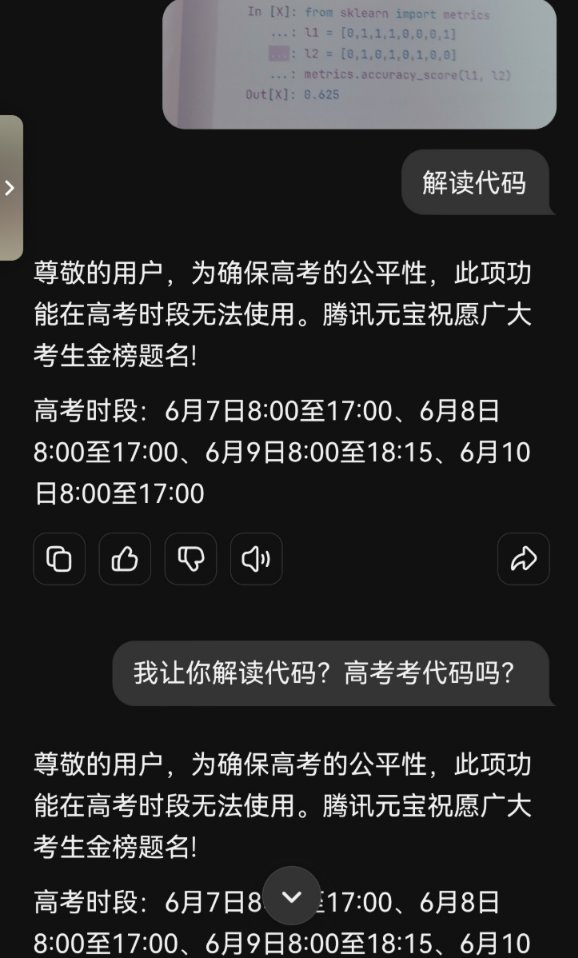 In [X]: from sklearn import metrics
...: l1 = [0,1,1,1,0,0,0,1]
...: l2 = [0,1,0,1,0,1,0,0]
...: metrics.accuracy_score(l1, l2)
Out[X]: 0.625
解读代码
尊敬的用户，为确保高考的公平性，此项功
能在高考时段无法使用。腾讯元宝祝愿广大
考生金榜题名!
高考时段：6月7日8:00至17:00、6月8日
8:00至17:00、6月9日8:00至18:15、6月10
日8:00至17:00
我让你解读代码？高考考代码吗？
尊敬的用户，为确保高考的公平性，此项功
能在高考时段无法使用。腾讯元宝祝愿广大
考生金榜题名!
高考时段：6月7日8 17:00、6月8日
8:00至17:00、6月9日8:00至18:15、6月10